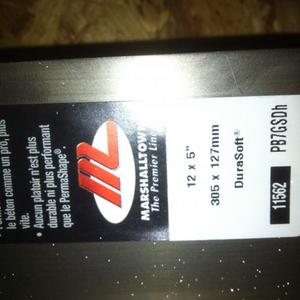 le béton comme un pro, plus
vite.
• Aucun plaisir n'est plus
durable ni plus performant
que le PermaShape®.
MARSHALLTOWN
The Premier Line
12 x 5"
305 x 127mm
DuraSoft®
11562 PB7GSDh